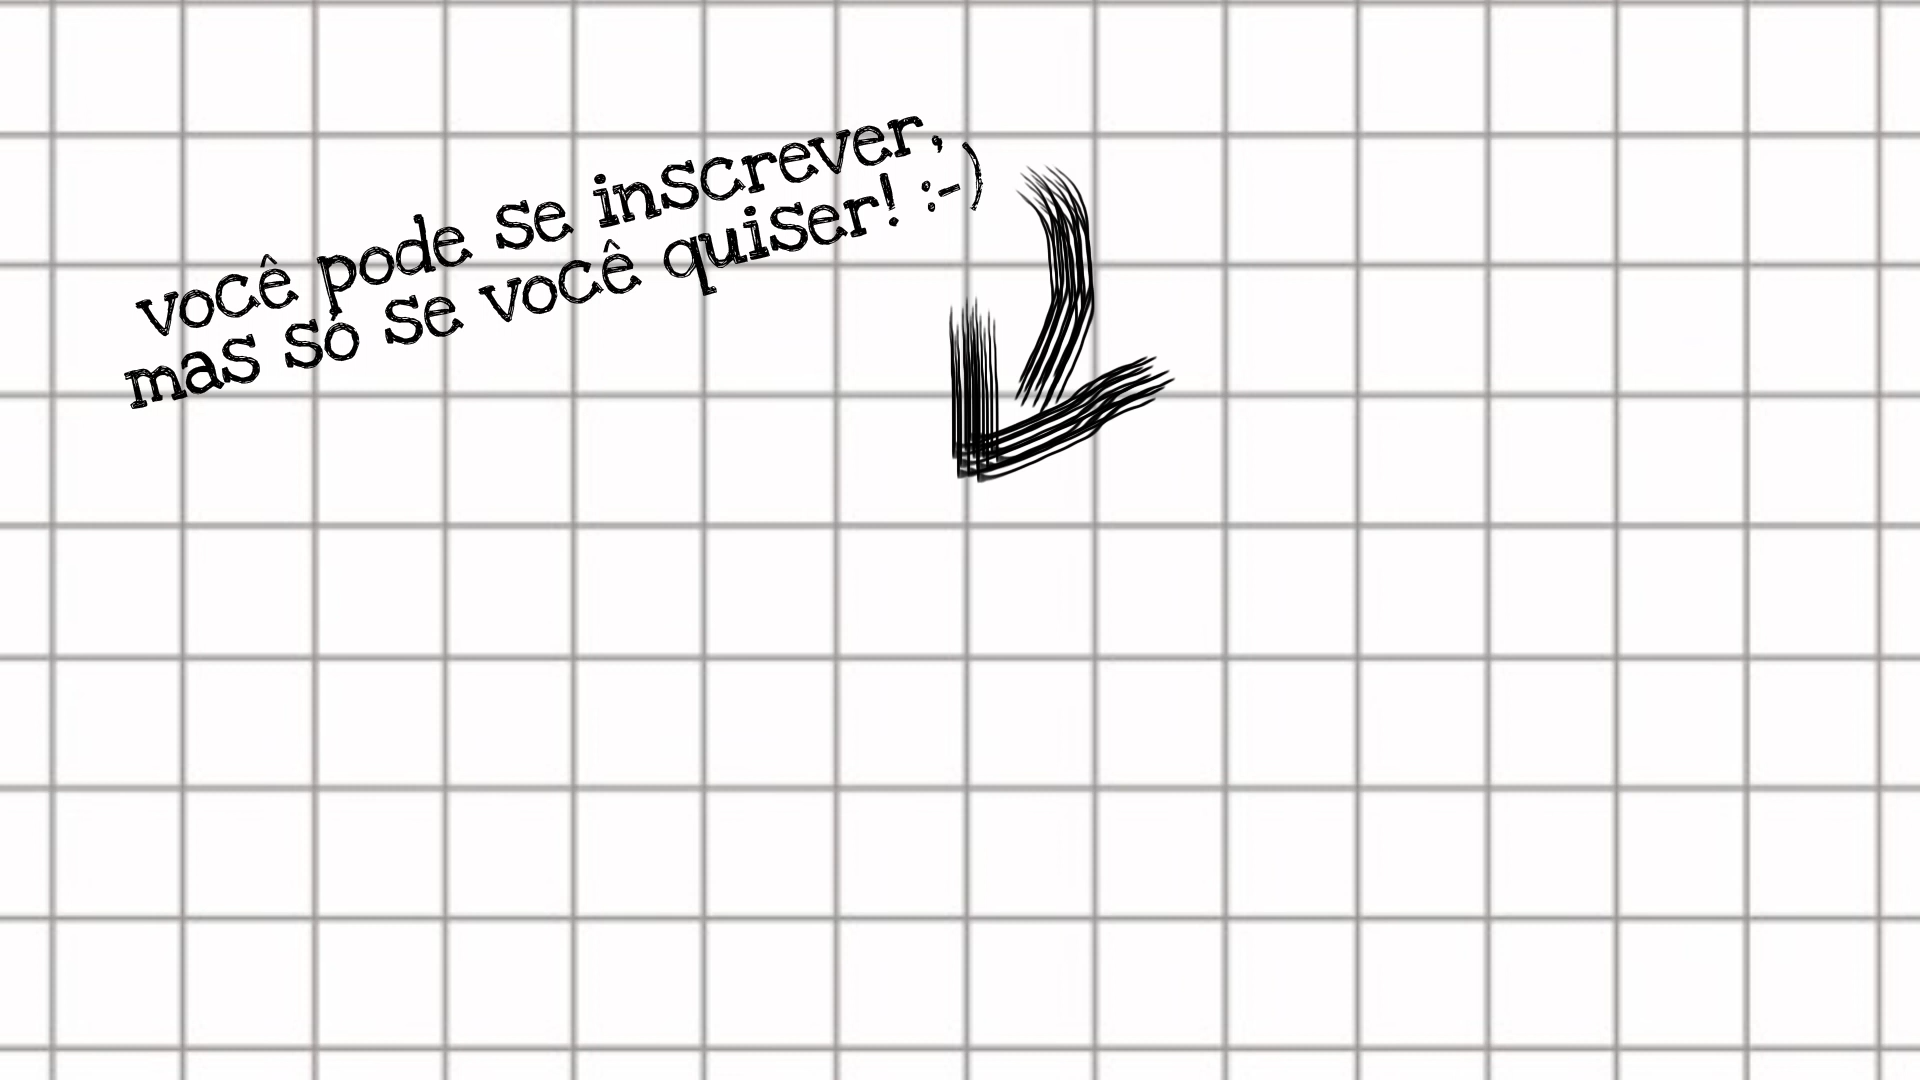 você pode se inscrever,
mas só se você quiser! :-)